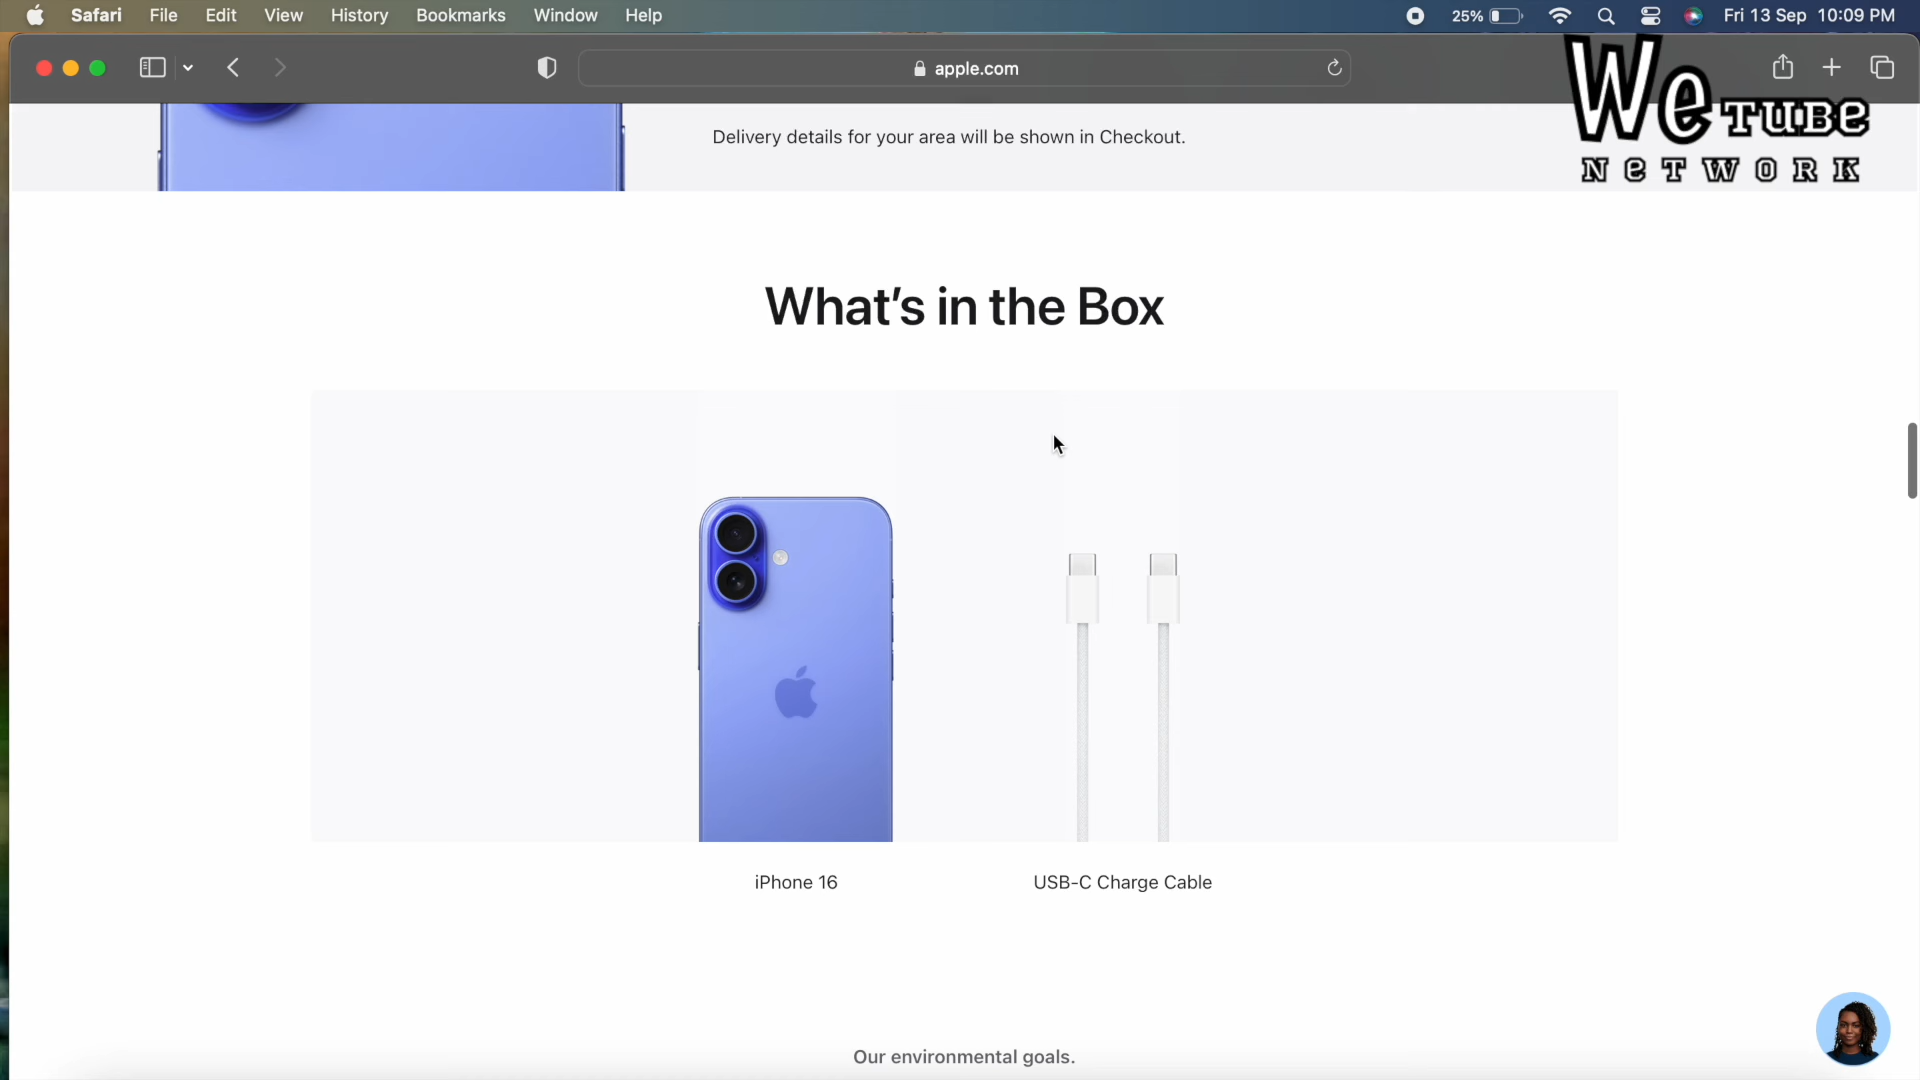 Safari File Edit View History Bookmarks Window Help 25% Fri 13 Sep 10:09 PM
apple.com
We TUBE
NETWORK
Delivery details for your area will be shown in Checkout.
What's in the Box
iPhone 16 USB-C Charge Cable
Our environmental goals.